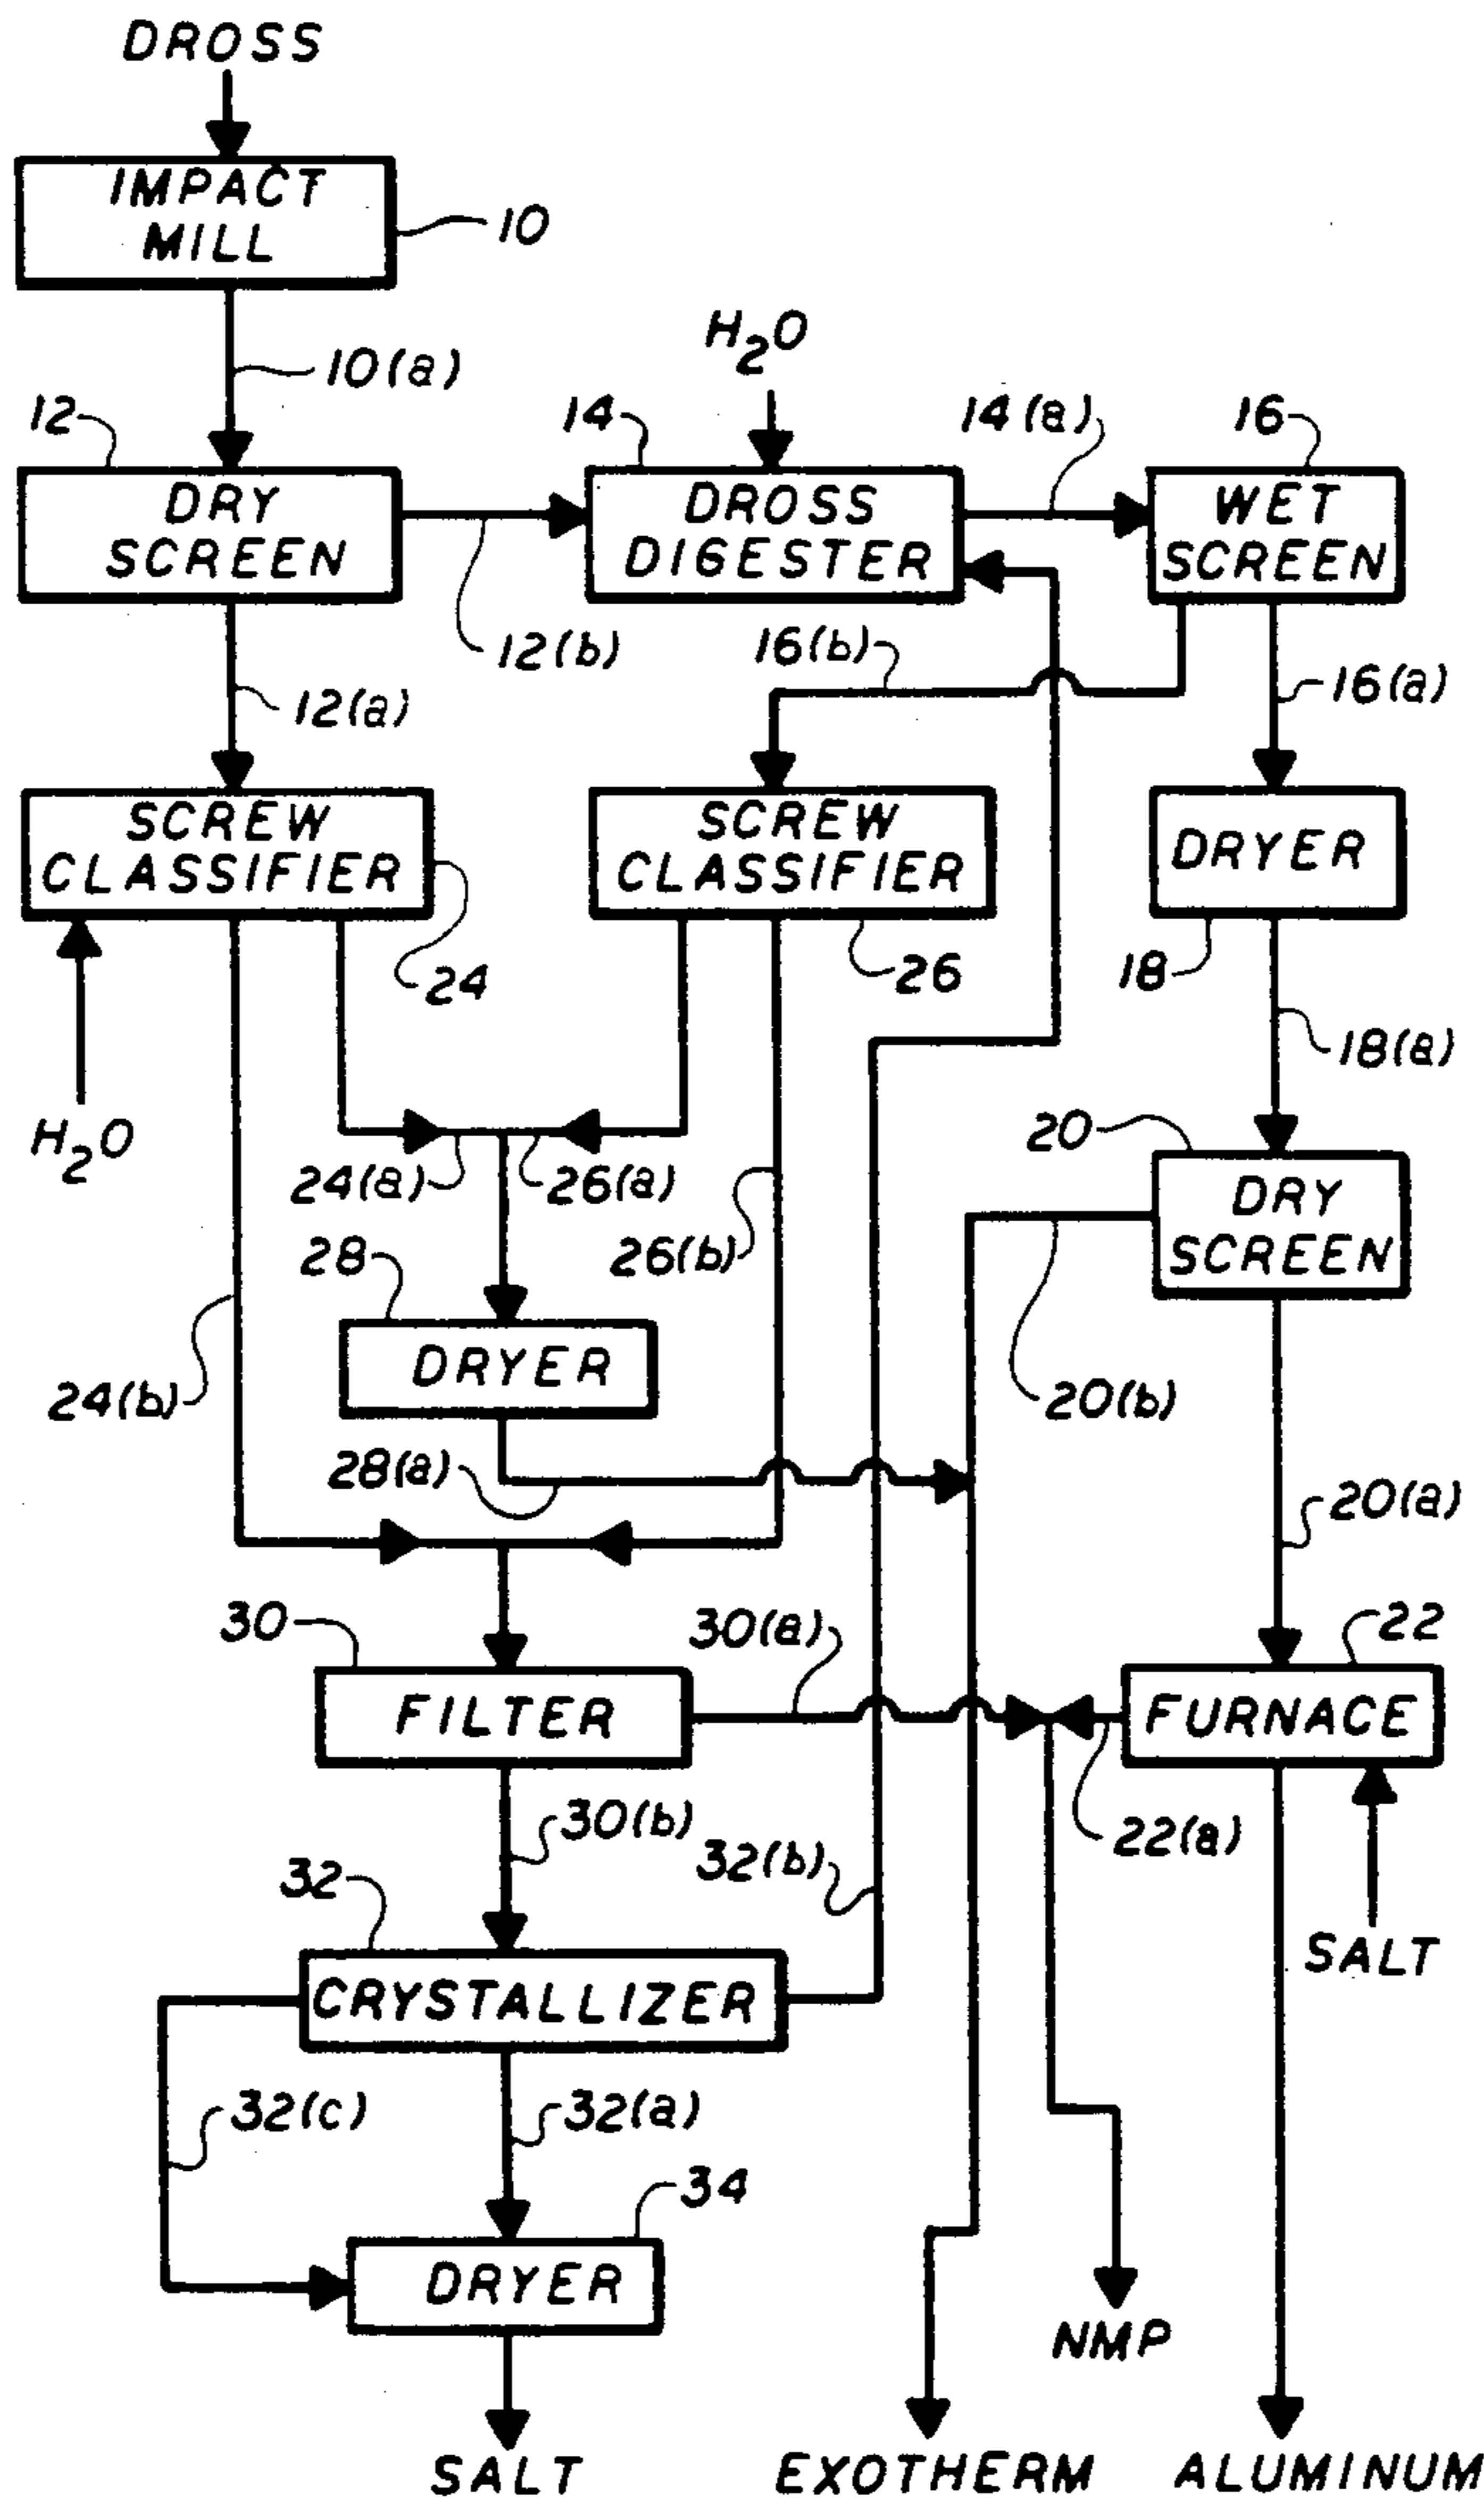 DROSS
IMPACT
MILL
10
10(a)
H2O
12
14
14(a)
16
DRY
SCREEN
DROSS
DIGESTER
WET
SCREEN
12(b)
16(b)
16(a)
12(a)
SCREW
CLASSIFIER
SCREW
CLASSIFIER
DRYER
24
26
18
18(a)
H2O
20
24(a)
26(a)
DRY
SCREEN
28
26(b)
DRYER
24(b)
20(b)
28(a)
20(a)
30
30(a)
22
FILTER
FURNACE
30(b)
22(a)
32
32(b)
SALT
CRYSTALLIZER
32(c)
32(a)
34
DRYER
NMP
SALT
EXOTHERM
ALUMINUM